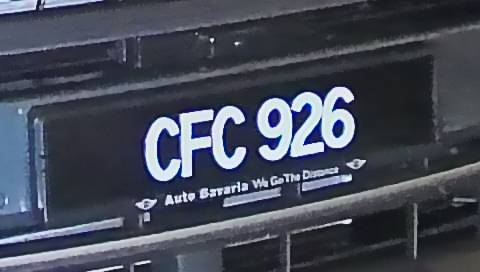 CFC 926
Auto Bavaria We Go The Distance